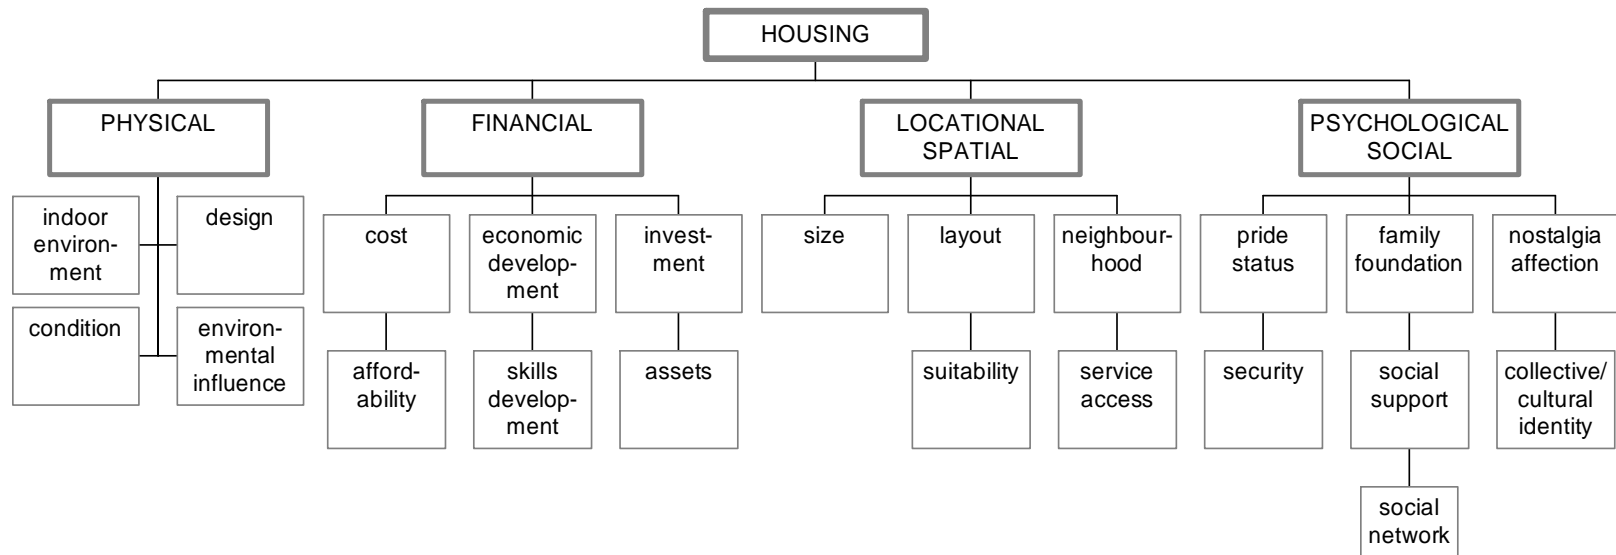 HOUSING
PHYSICAL
FINANCIAL
LOCATIONAL
SPATIAL
PSYCHOLOGICAL
SOCIAL
indoor
environ-
ment
design
condition
environ-
mental
influence
cost
economic
develop-
ment
invest-
ment
afford-
ability
skills
develop-
ment
assets
size
layout
neighbour-
hood
suitability
service
access
pride
status
family
foundation
nostalgia
affection
security
social
support
collective/
cultural
identity
social
network